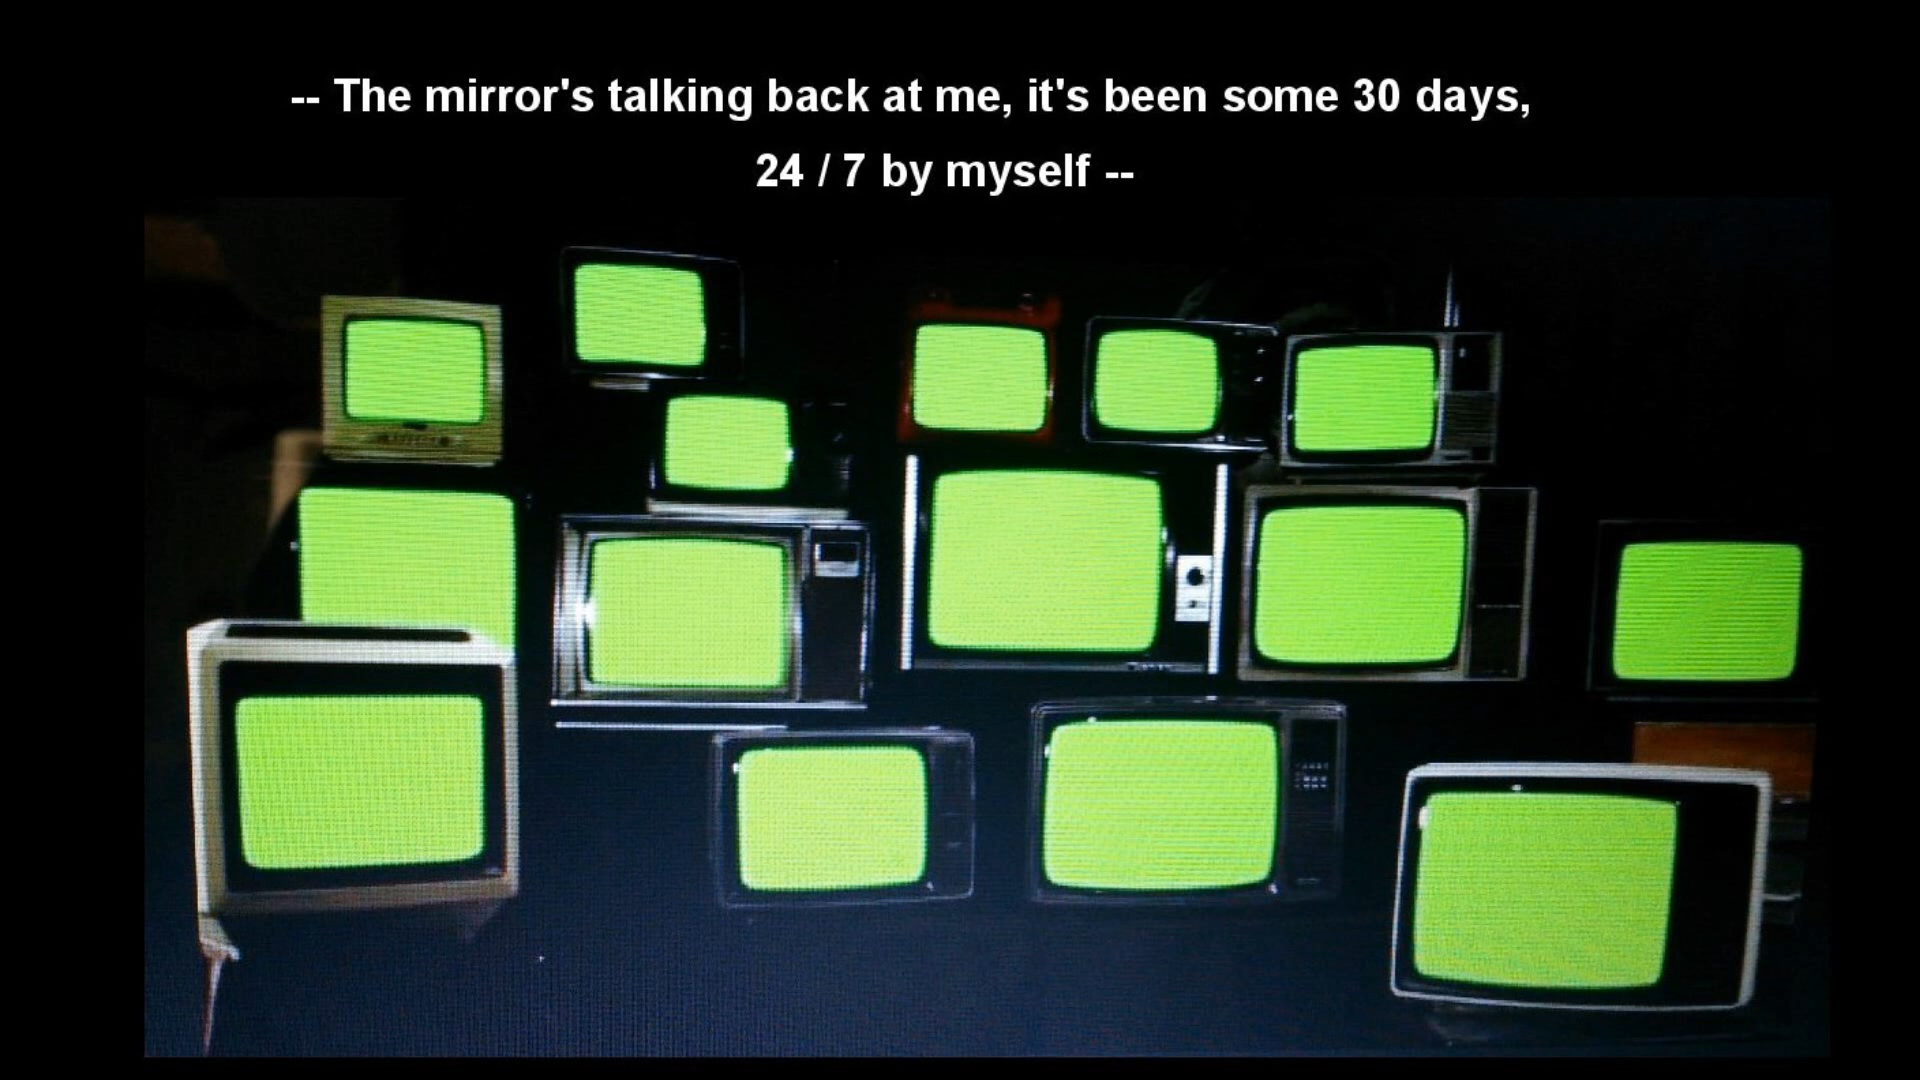 -- The mirror's talking back at me, it's been some 30 days,
24 / 7 by myself --